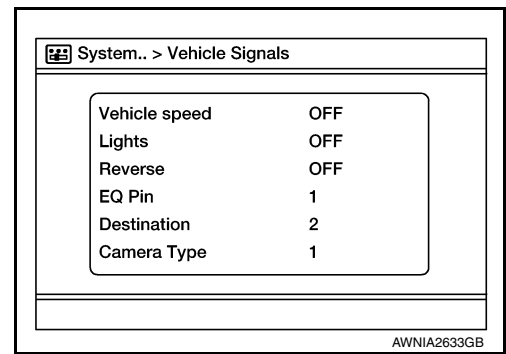 System.. > Vehicle Signals
Vehicle speed OFF
Lights OFF
Reverse OFF
EQ Pin 1
Destination 2
Camera Type 1
AWNIA2633GB